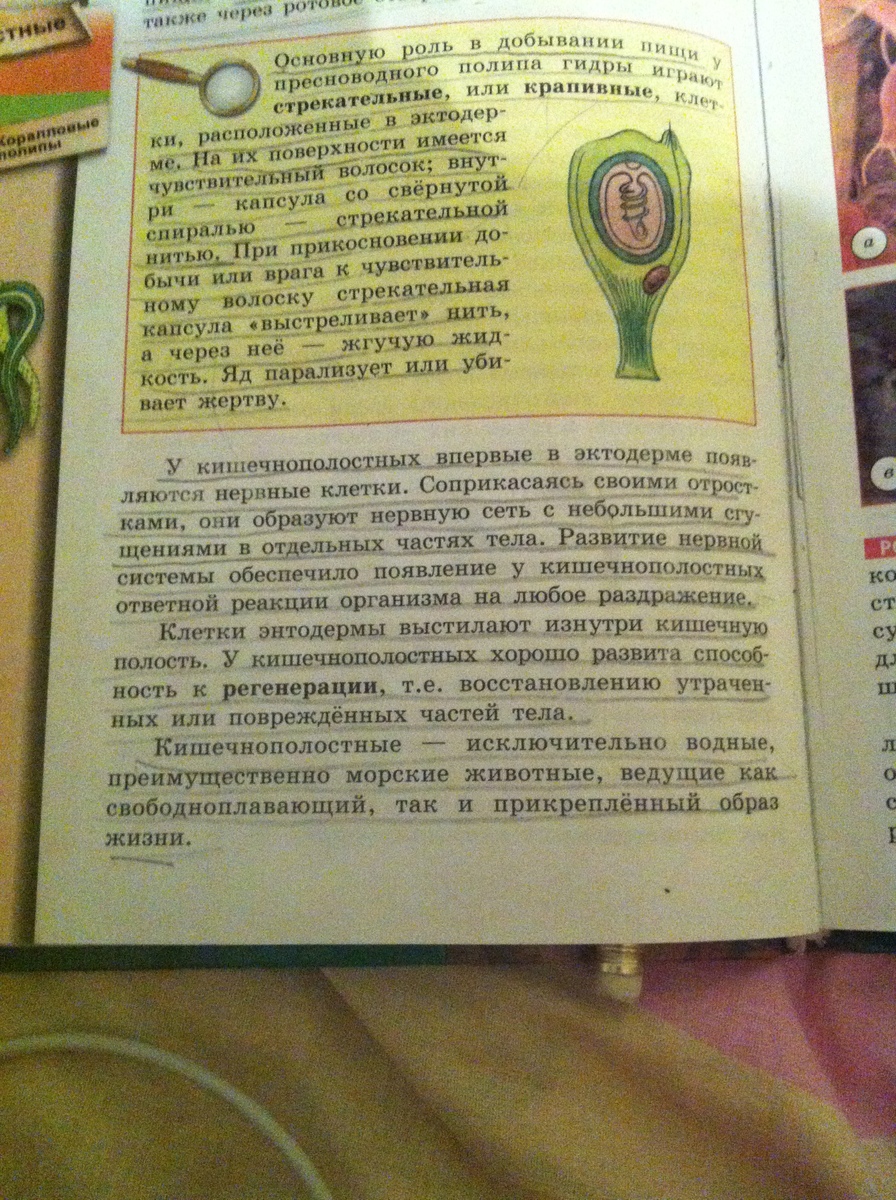 также через ротовое
стные
Коралловые
полипы
Основную роль в добывании пищи у
пресноводного полипа гидры играют
стрекательные, или крапивные, клет-
ки, расположенные в эктодер-
ме. На их поверхности имеется
чувствительный волосок; внут-
ри — капсула со свёрнутой
спиралью — стрекательной
нитью. При прикосновении до-
бычи или врага к чувствитель-
ному волоску стрекательная
капсула «выстреливает» нить,
а через неё — жгучую жид-
кость. Яд парализует или уби-
вает жертву.
У кишечнополостных впервые в эктодерме появ-
ляются нервные клетки. Соприкасаясь своими отрост-
ками, они образуют нервную сеть с небольшими сгу-
щениями в отдельных частях тела. Развитие нервной
системы обеспечило появление у кишечнополостных
ответной реакции организма на любое раздражение.
Клетки энтодермы выстилают изнутри кишечную
полость. У кишечнополостных хорошо развита способ-
ность к регенерации, т.е. восстановлению утрачен-
ных или повреждённых частей тела.
Кишечнополостные — исключительно водные,
преимущественно морские животные, ведущие как
свободноплавающий, так и прикреплённый образ
жизни.
а
в